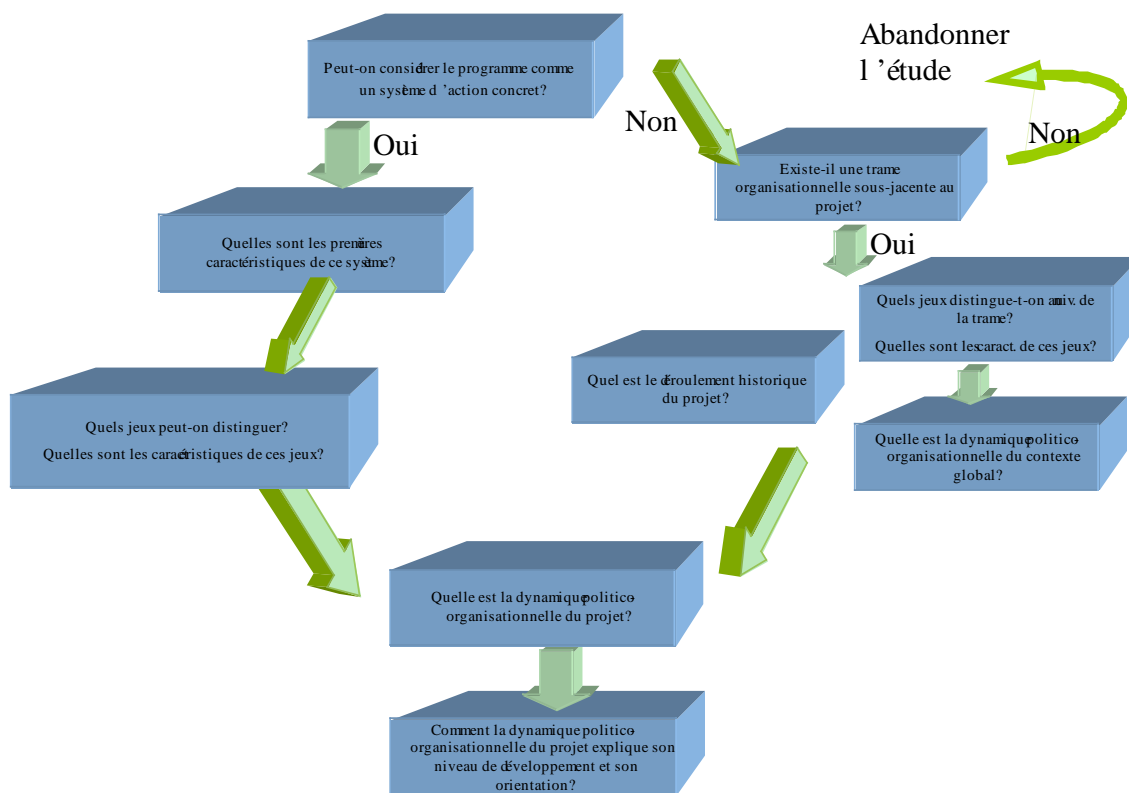 Peut-on considérer le programme comme
un système d ’action concret?
Abandonner
l ’étude
Non
Non
Oui
Existe-il une trame
organisationnelle sous-jacente au
projet?
Quelles sont les premières
caractéristiques de ce système?
Oui
Quels jeux distingue-t-on au niv. de
la trame?
Quelles sont les caract. de ces jeux?
Quel est le déroulement historique
du projet?
Quels jeux peut-on distinguer?
Quelles sont les caractéristiques de ces jeux?
Quelle est la dynamique politico-
organisationnelle du contexte
global?
Quelle est la dynamique politico-
organisationnelle du projet?
Comment la dynamique politico-
organisationnelle du projet explique son
niveau de développement et son
orientation?